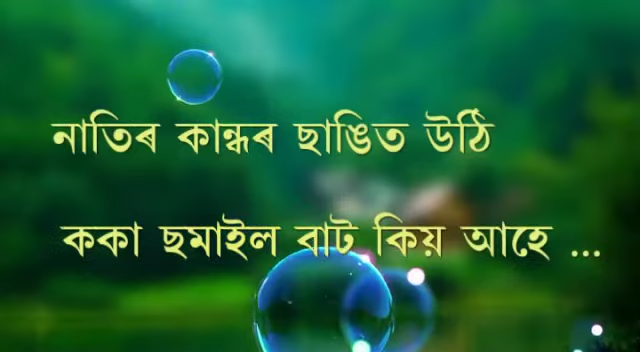 নাতিৰ কান্ধৰ ছাঙিত উঠি
ককা ছমাইল বাট কিয় আহে ...